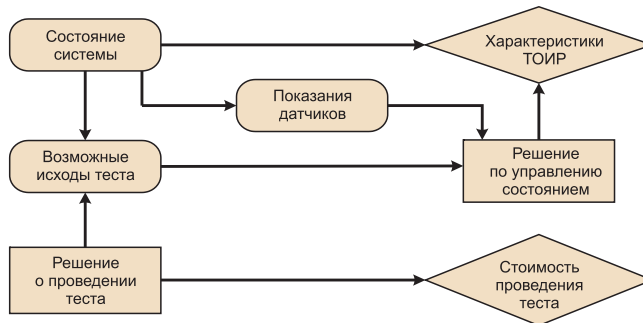 Состояние
системы
Характеристики
ТОИР
Показания
датчиков
Возможные
исходы теста
Решение
по управлению
состоянием
Решение
о проведении
теста
Стоимость
проведения
теста